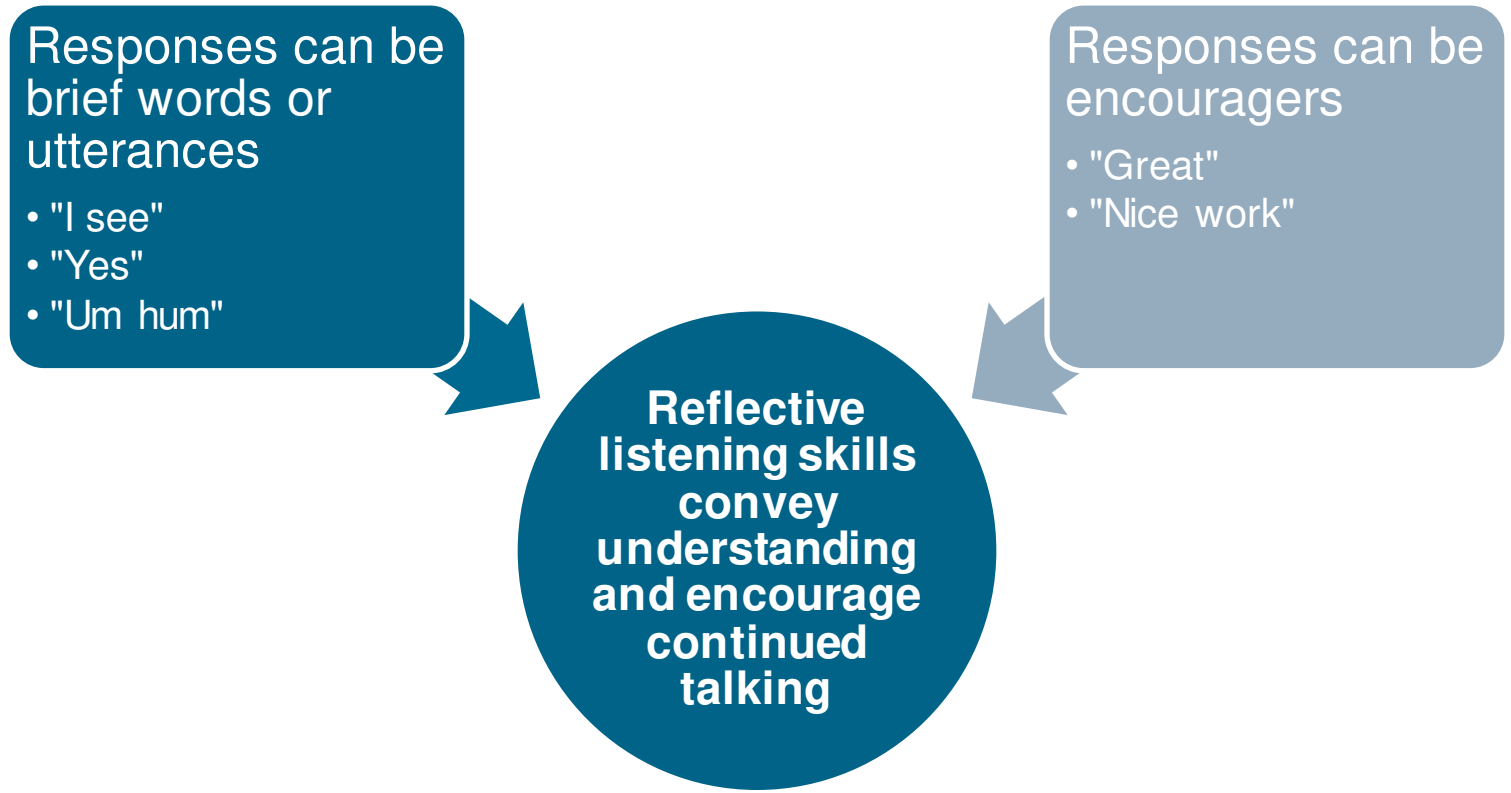 Responses can be
brief words or
utterances
• "I see"
• "Yes"
• "Um hum"
Responses can be
encouragers
• "Great"
• "Nice work"
Reflective
listening skills
convey
understanding
and encourage
continued
talking